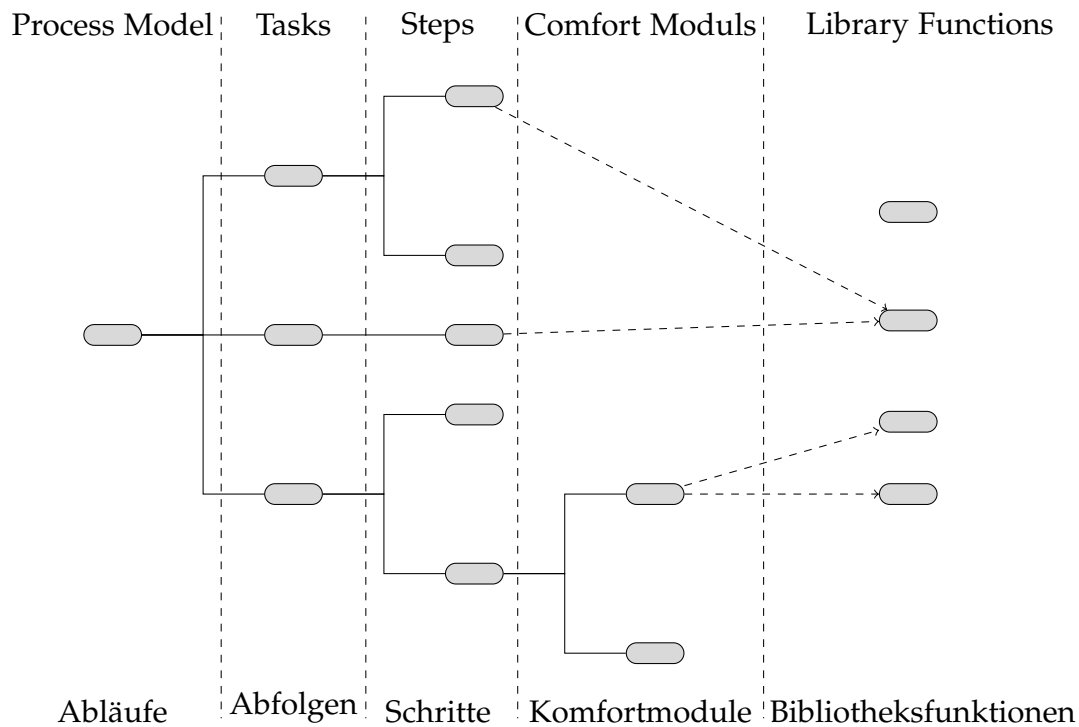 Process Model Tasks Steps Comfort Moduls Library Functions
Abläufe Abfolgen Schritte Komfortmodule Bibliotheksfunktionen